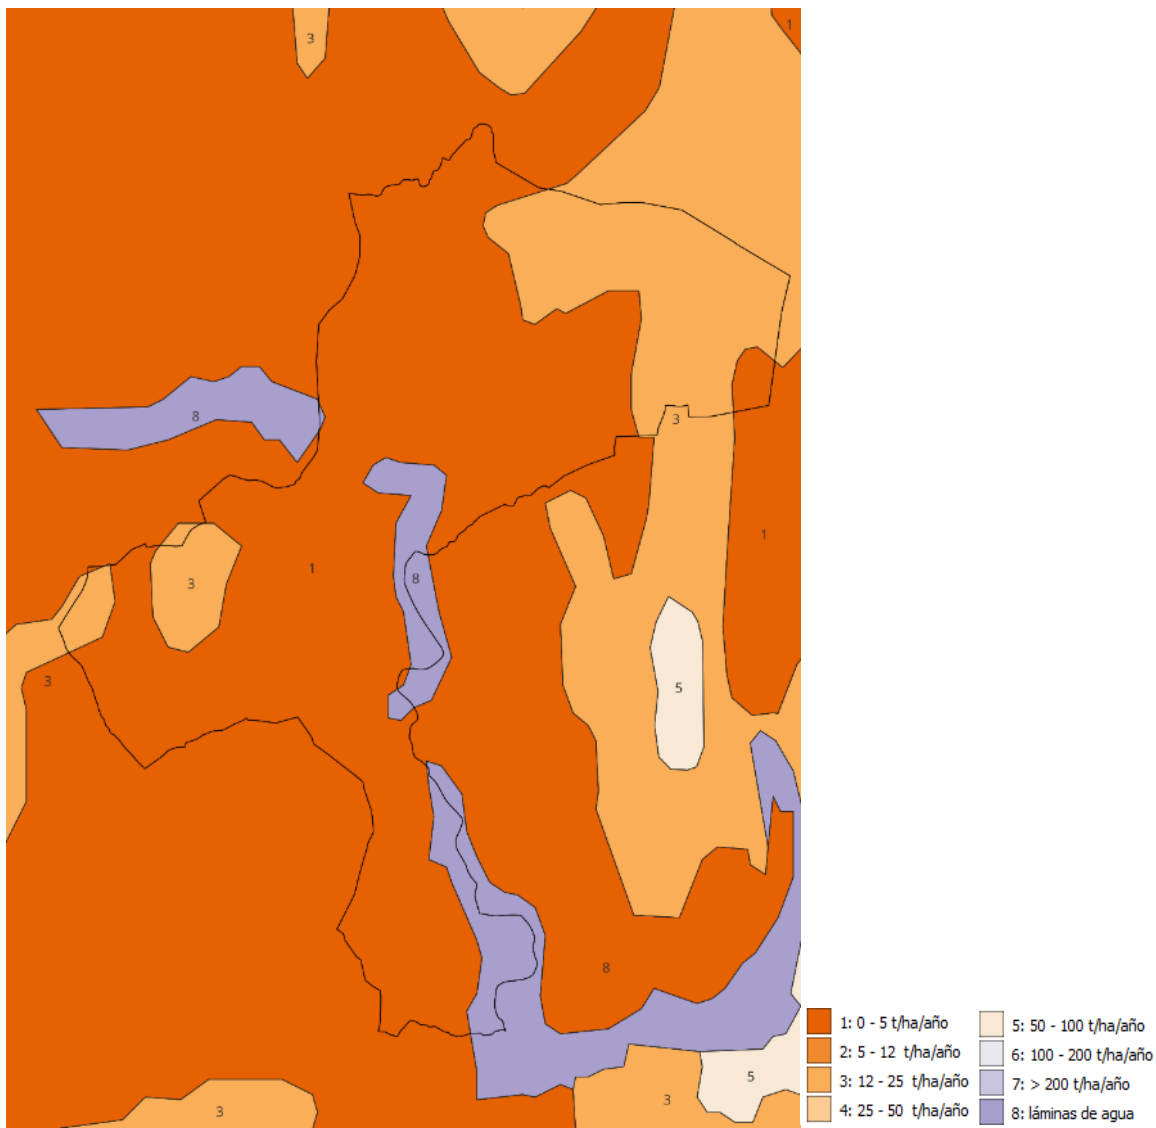 3
1
8
3
1
3
1
8
3
5
8
5
3
3
1: 0 - 5 t/ha/año
2: 5 - 12 t/ha/año
3: 12 - 25 t/ha/año
4: 25 - 50 t/ha/año
5: 50 - 100 t/ha/año
6: 100 - 200 t/ha/año
7: > 200 t/ha/año
8: láminas de agua